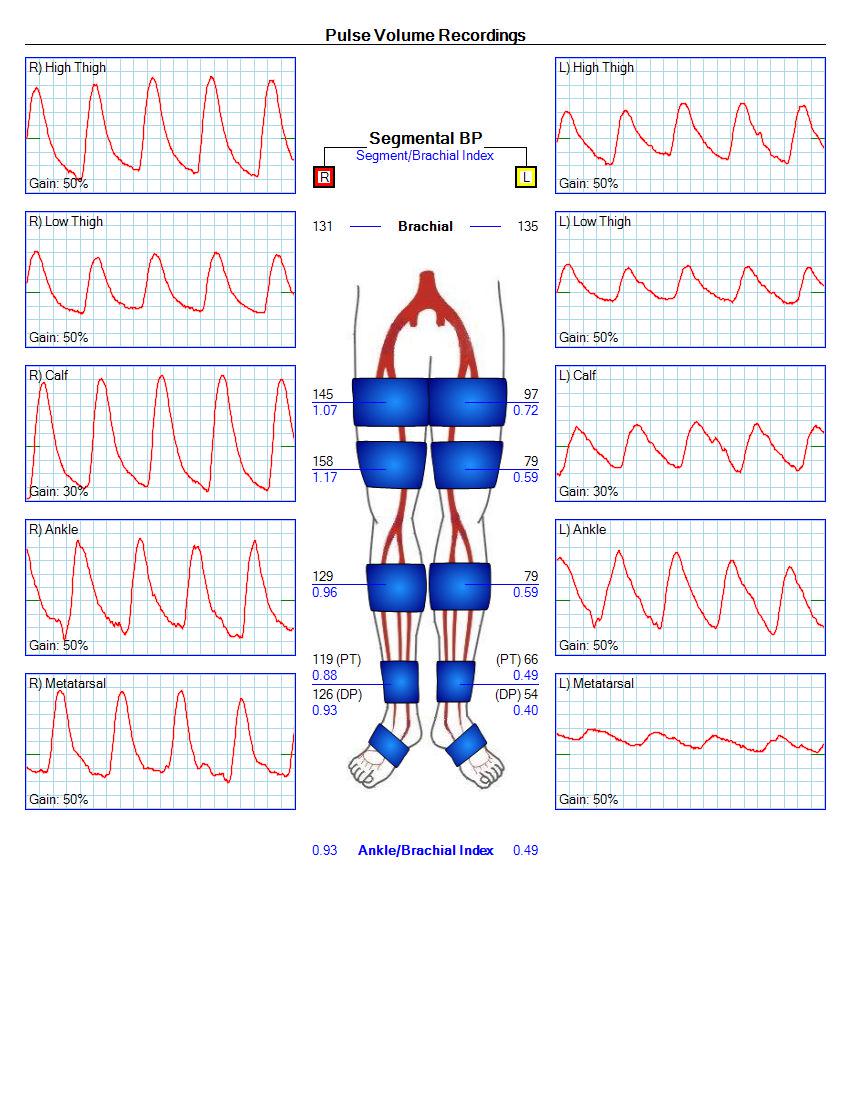 Pulse Volume Recordings
R) High Thigh
Gain: 50%
R) Low Thigh
Gain: 50%
R) Calf
Gain: 30%
R) Ankle
Gain: 50%
R) Metatarsal
Gain: 50%
Segmental BP
Segment/Brachial Index
R L
131 Brachial 135
145 97
1.07 0.72
158 79
1.17 0.59
129 79
0.96 0.59
119 (PT) (PT) 66
0.88 0.49
126 (DP) (DP) 54
0.93 0.40
0.93 Ankle/Brachial Index 0.49
L) High Thigh
Gain: 50%
L) Low Thigh
Gain: 50%
L) Calf
Gain: 30%
L) Ankle
Gain: 50%
L) Metatarsal
Gain: 50%